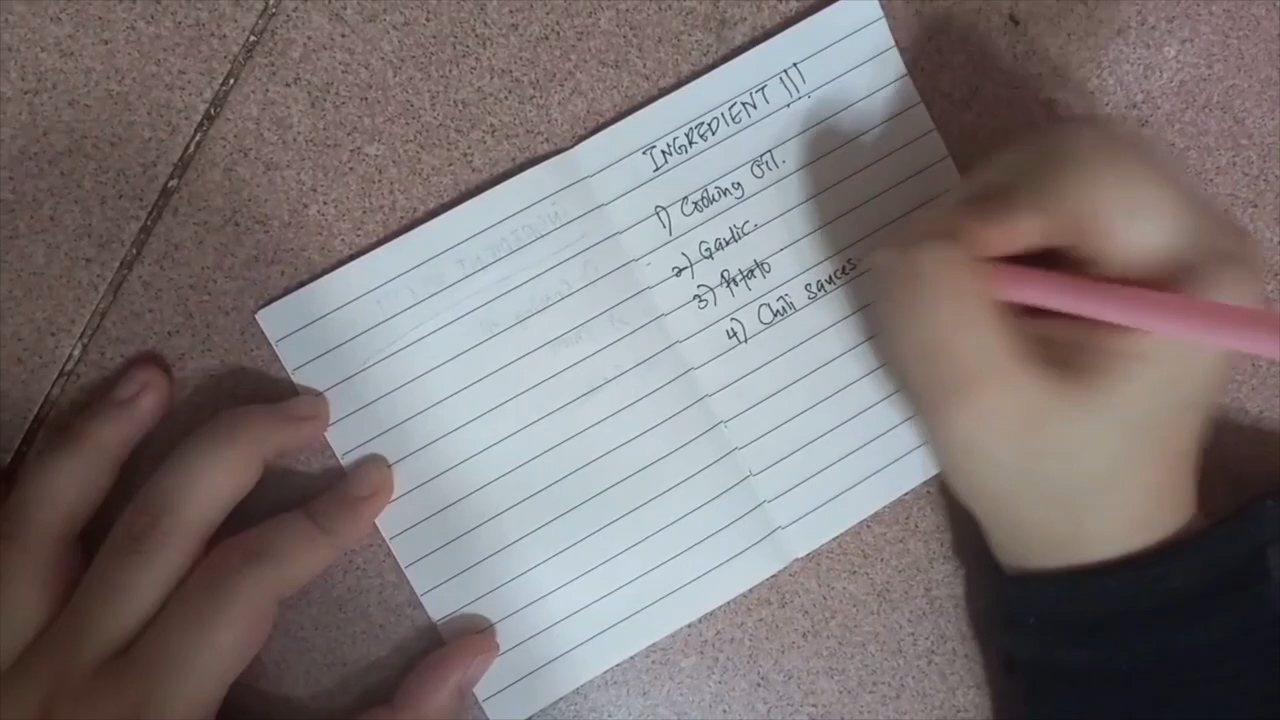 INGREDIENT !!!
1) Cooking Oil.
2) Garlic.
3) Potato
4) Chili sauces.